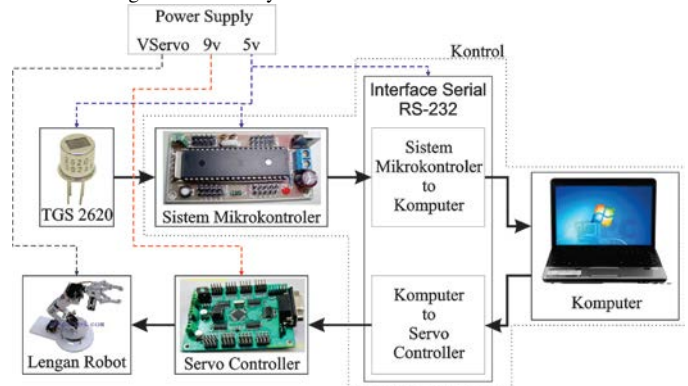 Power Supply
VServo 9v 5v
Kontrol
Interface Serial
RS-232
Sistem
Mikrokontroler
to
Komputer
TGS 2620
Sistem Mikrokontroler
Komputer
Komputer
to
Servo
Controller
Lengan Robot
Servo Controller